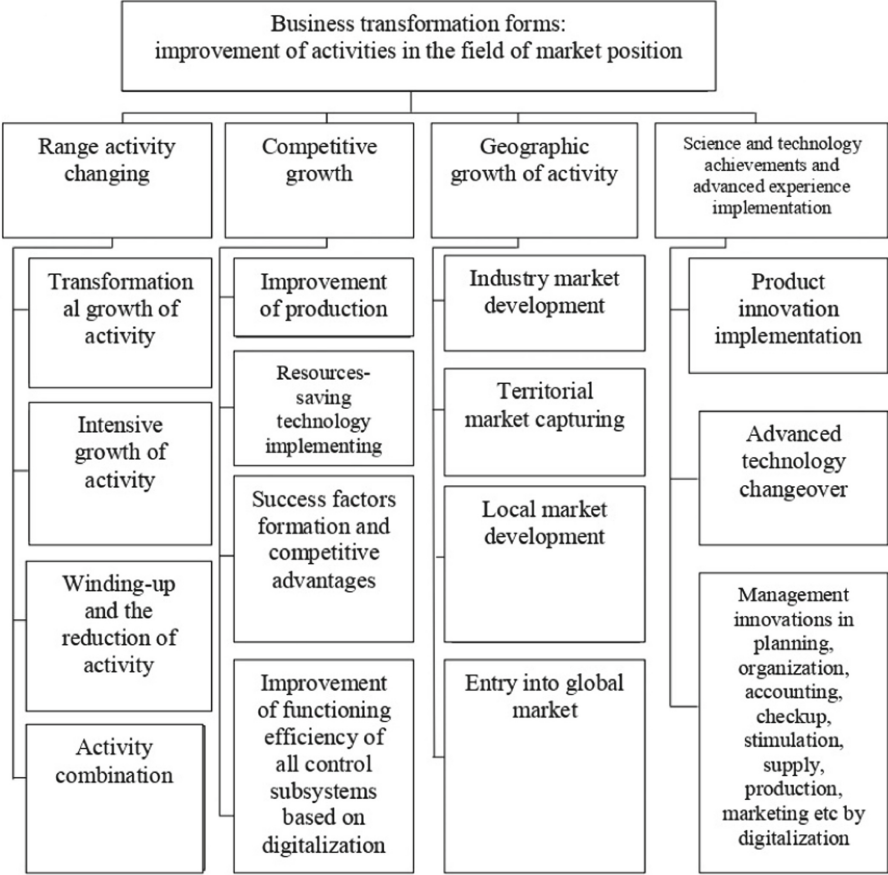 Business transformation forms:
improvement of activities in the field of market position
Range activity
changing
Transformation
al growth of
activity
Intensive
growth of
activity
Winding-up
and the
reduction of
activity
Activity
combination
Competitive
growth
Improvement
of production
Resources-
saving
technology
implementing
Success factors
formation and
competitive
advantages
Improvement
of functioning
efficiency of
all control
subsystems
based on
digitalization
Geographic
growth of activity
Industry market
development
Territorial
market capturing
Local market
development
Entry into global
market
Science and technology
achievements and
advanced experience
implementation
Product
innovation
implementation
Advanced
technology
changeover
Management
innovations in
planning,
organization,
accounting,
checkup,
stimulation,
supply,
production,
marketing etc by
digitalization